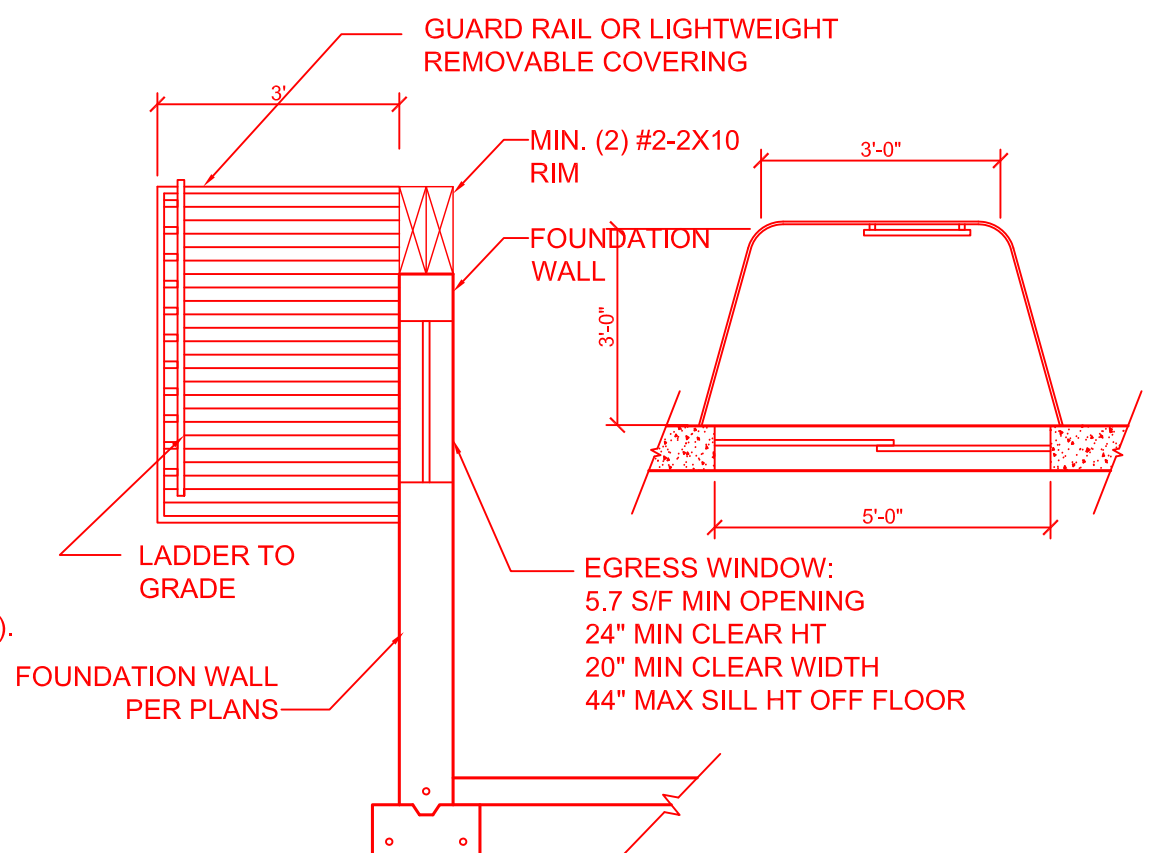 GUARD RAIL OR LIGHTWEIGHT
REMOVABLE COVERING
3'
MIN. (2) #2-2X10
RIM
FOUNDATION
WALL
3'-0"
3'-0"
5'-0"
LADDER TO
GRADE
).
FOUNDATION WALL
PER PLANS
EGRESS WINDOW:
5.7 S/F MIN OPENING
24" MIN CLEAR HT
20" MIN CLEAR WIDTH
44" MAX SILL HT OFF FLOOR